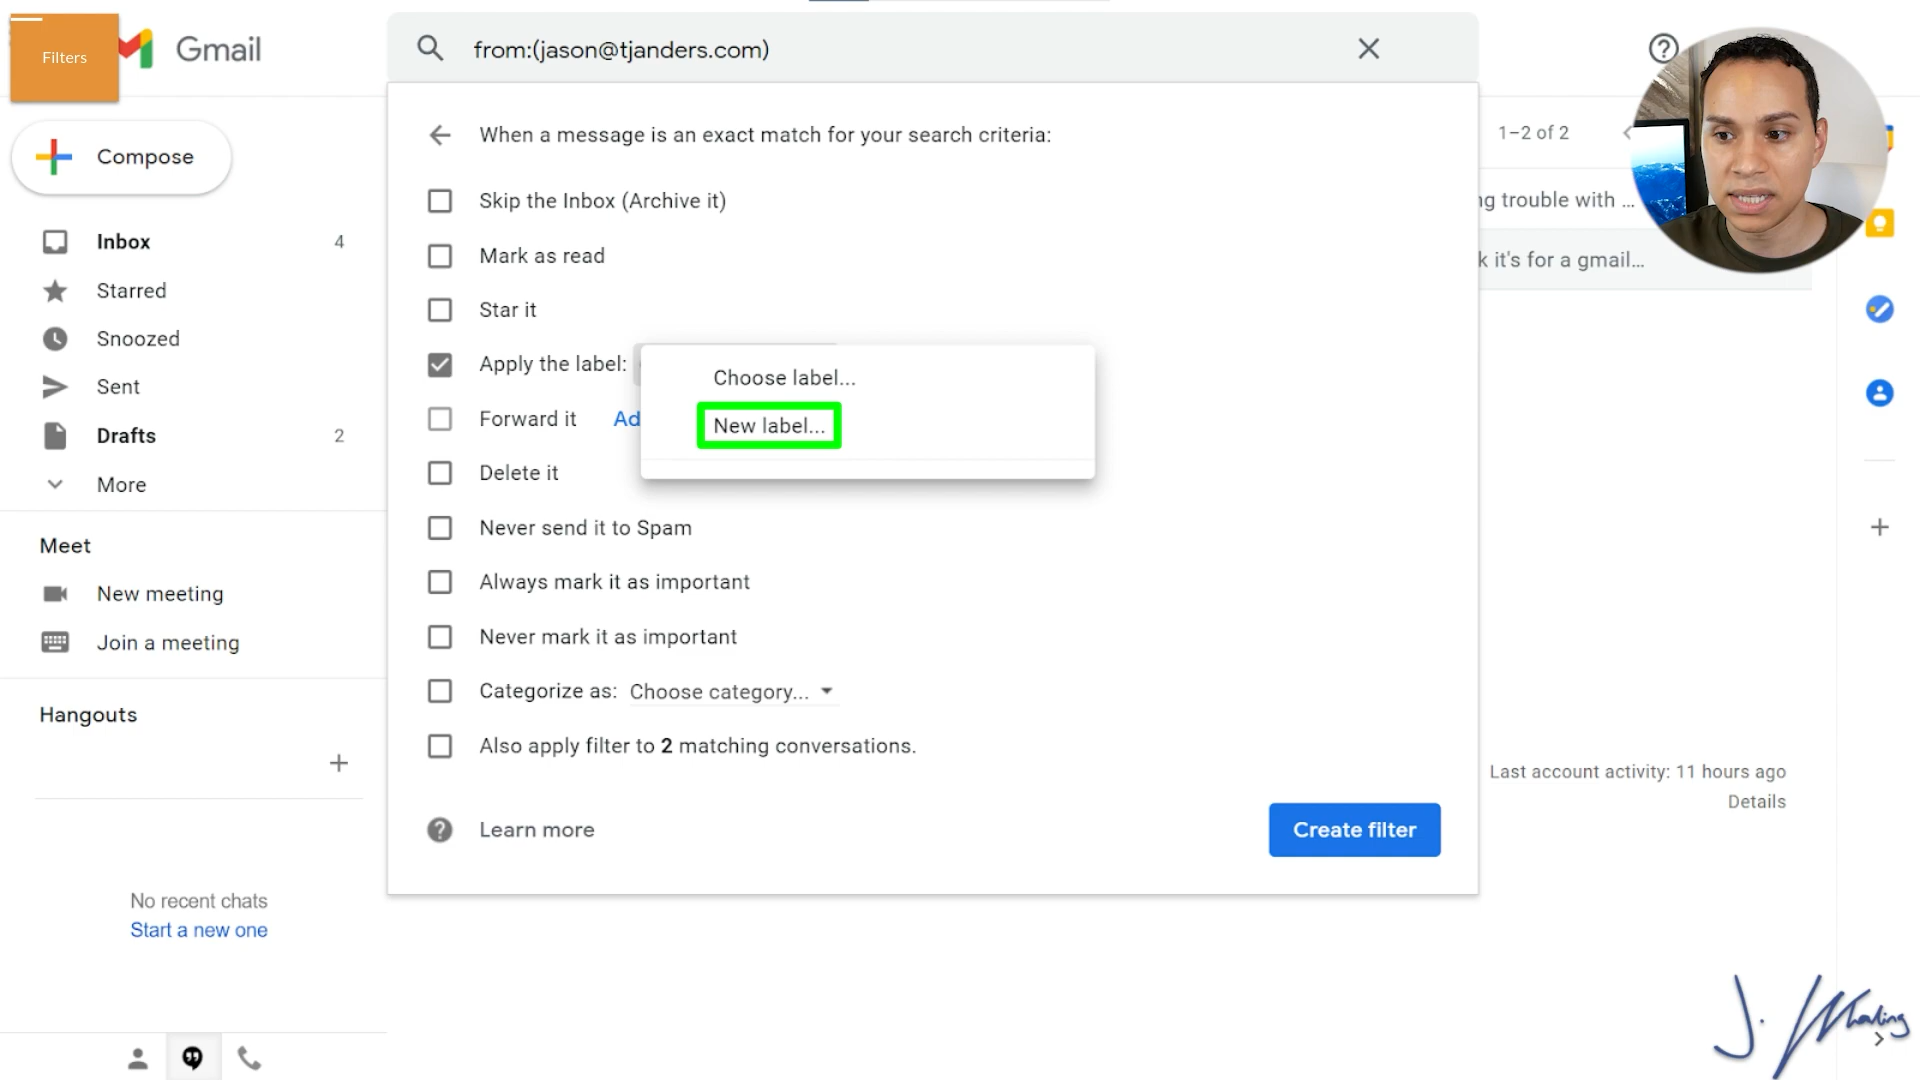 Filters
Gmail
from:(jason@tjanders.com)
Compose
When a message is an exact match for your search criteria:
1–2 of 2
Skip the Inbox (Archive it)
ng trouble with ...
Inbox 4
Mark as read
k it's for a gmail...
Starred
Star it
Snoozed
Apply the label:
Choose label...
Sent
Forward it Ad
New label...
Drafts 2
Delete it
More
Never send it to Spam
Meet
Always mark it as important
New meeting
Never mark it as important
Join a meeting
Categorize as: Choose category...
Hangouts
Also apply filter to 2 matching conversations.
Last account activity: 11 hours ago
Details
Learn more
Create filter
No recent chats
Start a new one